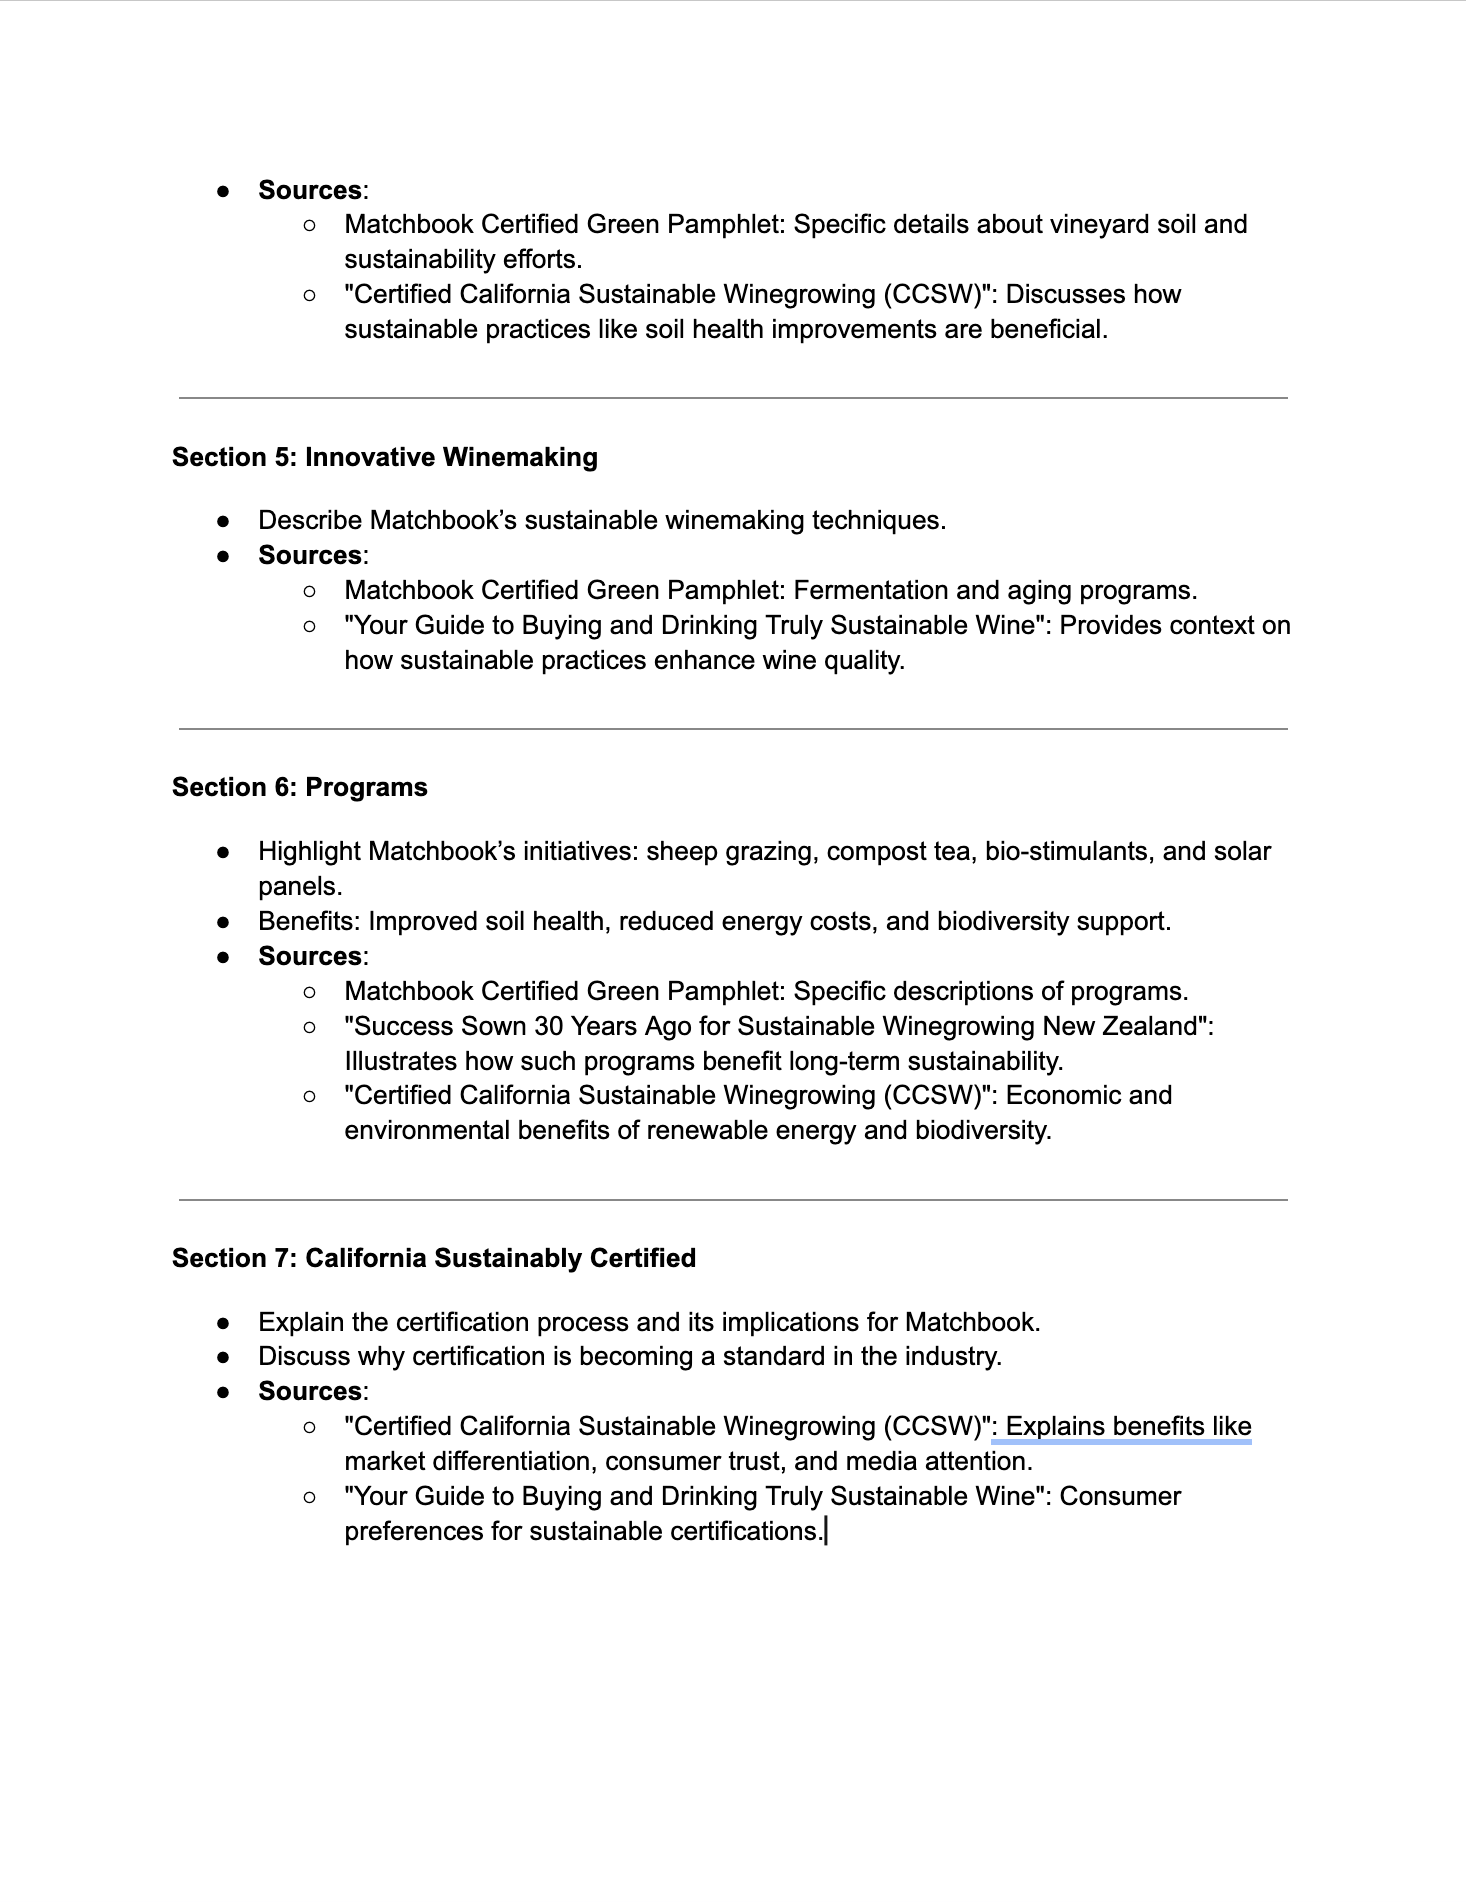 ● Sources:
○ Matchbook Certified Green Pamphlet: Specific details about vineyard soil and
sustainability efforts.
○ "Certified California Sustainable Winegrowing (CCSW)": Discusses how
sustainable practices like soil health improvements are beneficial.
Section 5: Innovative Winemaking
● Describe Matchbook’s sustainable winemaking techniques.
● Sources:
○ Matchbook Certified Green Pamphlet: Fermentation and aging programs.
○ "Your Guide to Buying and Drinking Truly Sustainable Wine": Provides context on
how sustainable practices enhance wine quality.
Section 6: Programs
● Highlight Matchbook’s initiatives: sheep grazing, compost tea, bio-stimulants, and solar
panels.
● Benefits: Improved soil health, reduced energy costs, and biodiversity support.
● Sources:
○ Matchbook Certified Green Pamphlet: Specific descriptions of programs.
○ "Success Sown 30 Years Ago for Sustainable Winegrowing New Zealand":
Illustrates how such programs benefit long-term sustainability.
○ "Certified California Sustainable Winegrowing (CCSW)": Economic and
environmental benefits of renewable energy and biodiversity.
Section 7: California Sustainably Certified
● Explain the certification process and its implications for Matchbook.
● Discuss why certification is becoming a standard in the industry.
● Sources:
○ "Certified California Sustainable Winegrowing (CCSW)": Explains benefits like
market differentiation, consumer trust, and media attention.
○ "Your Guide to Buying and Drinking Truly Sustainable Wine": Consumer
preferences for sustainable certifications.